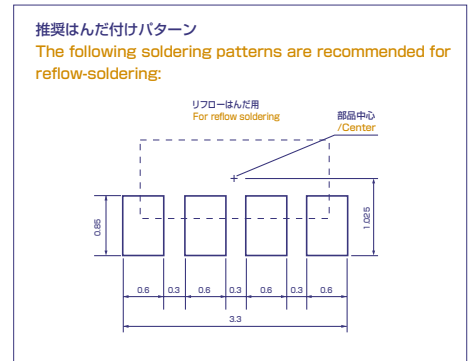 推奨はんだ付けパターン
The following soldering patterns are recommended for
reflow-soldering:
リフローはんだ用
For reflow soldering
部品中心
/Center
0.85
1.025
0.6 0.3 0.6 0.3 0.6 0.3 0.6
3.3